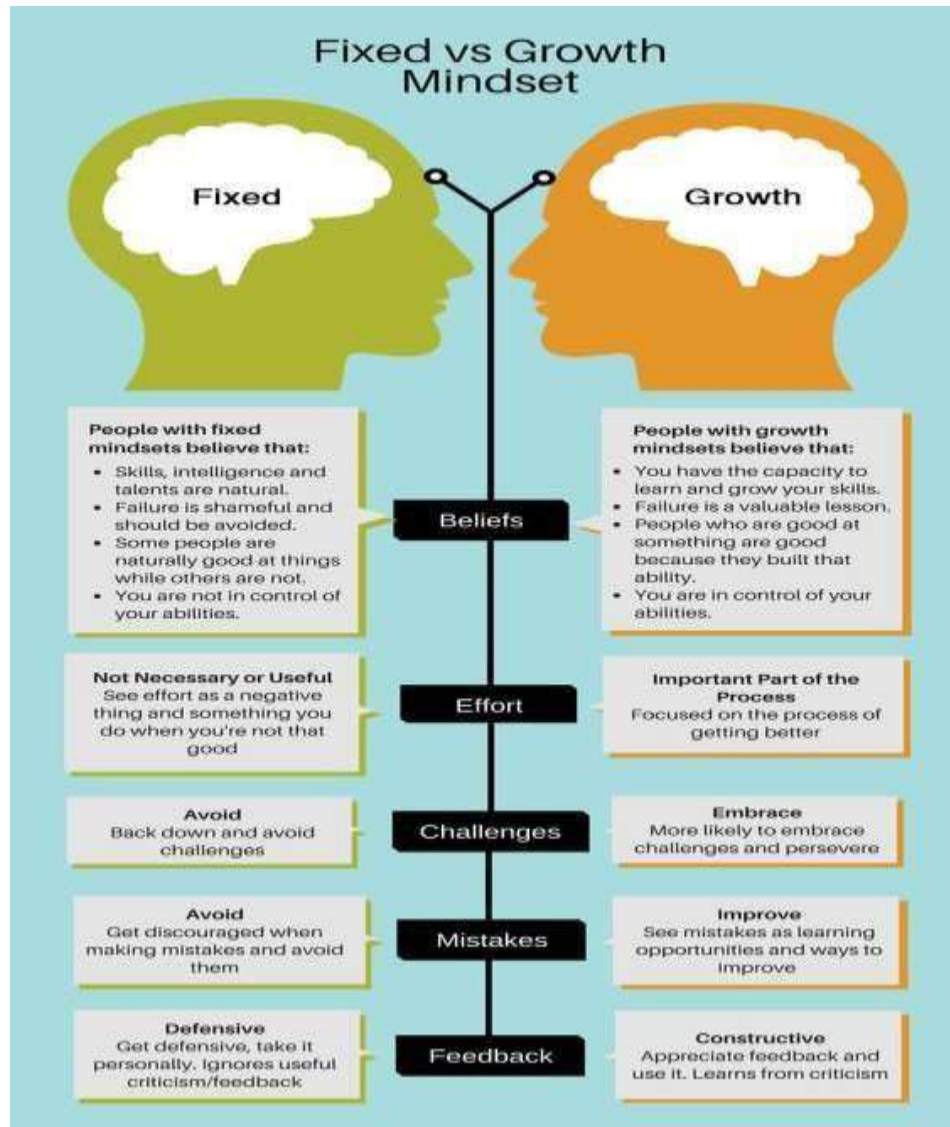 Fixed vs Growth
Mindset
Fixed
Growth
People with fixed
mindsets believe that:
• Skills, intelligence and
talents are natural.
• Failure is shameful and
should be avoided.
• Some people are
naturally good at things
while others are not.
• You are not in control of
your abilities.
Beliefs
People with growth
mindsets believe that:
• You have the capacity to
learn and grow your skills.
• Failure is a valuable lesson.
• People who are good at
something are good
because they built that
ability.
• You are in control of your
abilities.
Not Necessary or Useful
See effort as a negative
thing and something you
do when you're not that
good
Effort
Important Part of the
Process
Focused on the process of
getting better
Avoid
Back down and avoid
challenges
Challenges
Embrace
More likely to embrace
challenges and persevere
Avoid
Get discouraged when
making mistakes and avoid
them
Mistakes
Improve
See mistakes as learning
opportunities and ways to
improve
Defensive
Get defensive, take it
personally. Ignores useful
criticism/feedback
Feedback
Constructive
Appreciate feedback and
use it. Learns from criticism